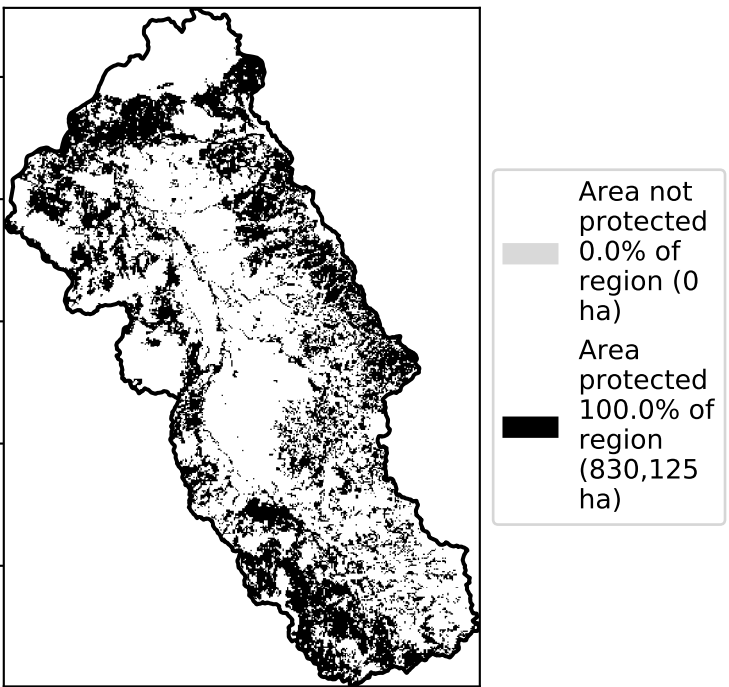 Area not
protected
0.0% of
region (0
ha)
Area
protected
100.0% of
region
(830,125
ha)